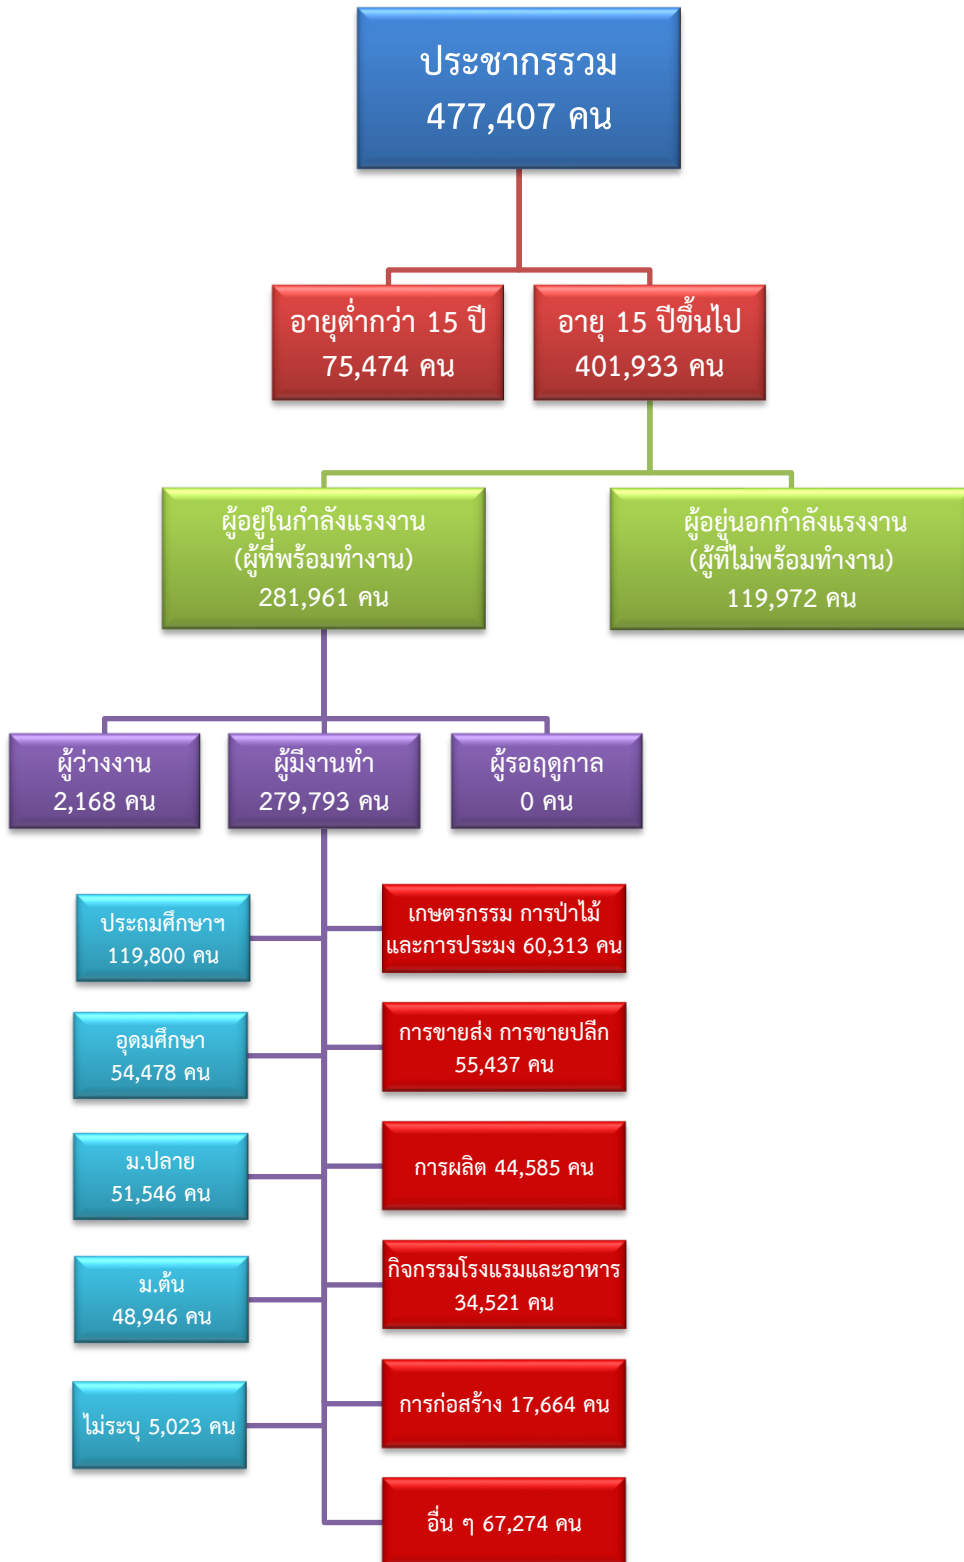 ประชากรรวม
477,407 คน
อายุต่ำกว่า 15 ปี
75,474 คน
อายุ 15 ปีขึ้นไป
401,933 คน
ผู้อยู่ในกำลังแรงงาน
(ผู้ที่พร้อมทำงาน)
281,961 คน
ผู้อยู่นอกกำลังแรงงาน
(ผู้ที่ไม่พร้อมทำงาน)
119,972 คน
ผู้ว่างงาน
2,168 คน
ผู้มีงานทำ
279,793 คน
ผู้รอฤดูกาล
0 คน
ประถมศึกษาฯ
119,800 คน
อุดมศึกษา
54,478 คน
ม.ปลาย
51,546 คน
ม.ต้น
48,946 คน
ไม่ระบุ 5,023 คน
เกษตรกรรม การป่าไม้
และการประมง 60,313 คน
การขายส่ง การขายปลีก
55,437 คน
การผลิต 44,585 คน
กิจกรรมโรงแรมและอาหาร
34,521 คน
การก่อสร้าง 17,664 คน
อื่น ๆ 67,274 คน